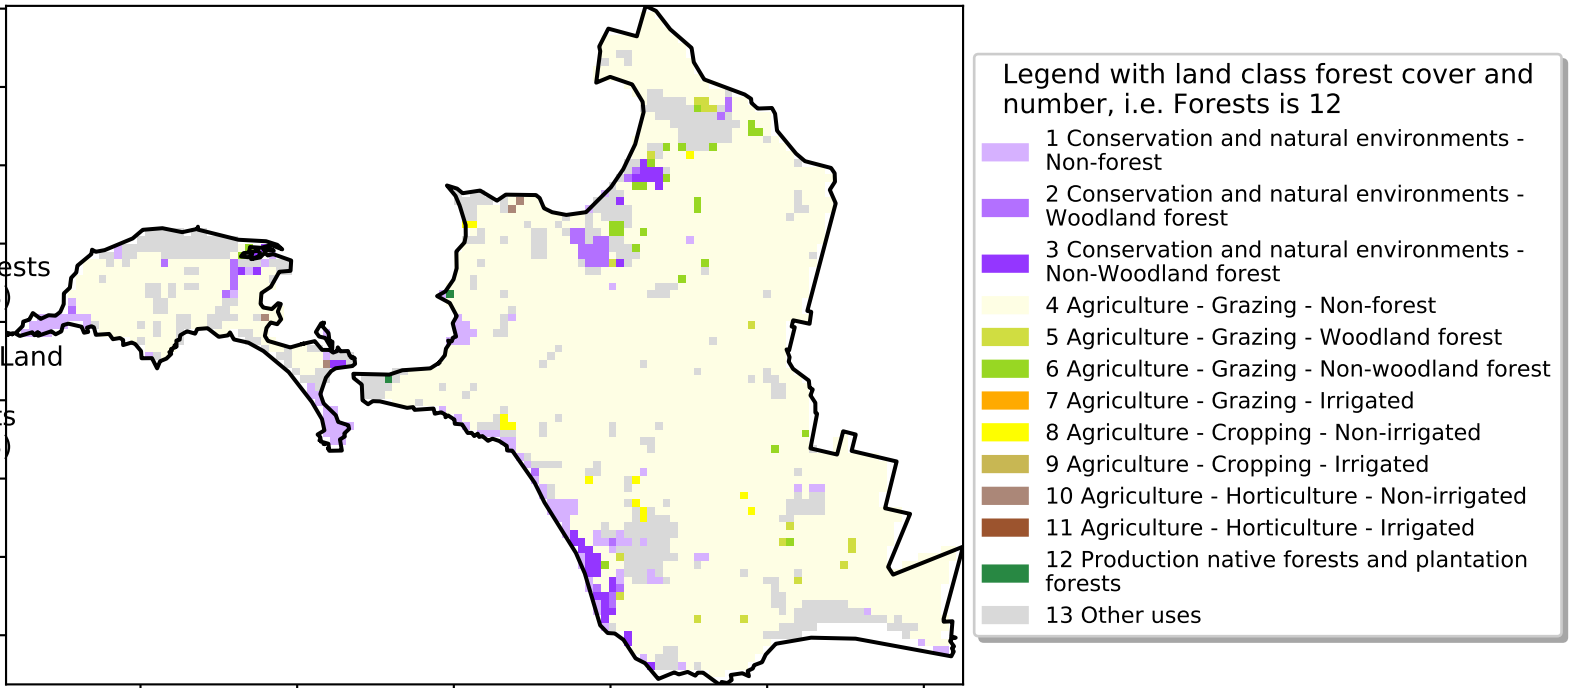 ests
)
Land
ts
)
Legend with land class forest cover and
number, i.e. Forests is 12
1 Conservation and natural environments -
Non-forest
2 Conservation and natural environments -
Woodland forest
3 Conservation and natural environments -
Non-Woodland forest
4 Agriculture - Grazing - Non-forest
5 Agriculture - Grazing - Woodland forest
6 Agriculture - Grazing - Non-woodland forest
7 Agriculture - Grazing - Irrigated
8 Agriculture - Cropping - Non-irrigated
9 Agriculture - Cropping - Irrigated
10 Agriculture - Horticulture - Non-irrigated
11 Agriculture - Horticulture - Irrigated
12 Production native forests and plantation
forests
13 Other uses